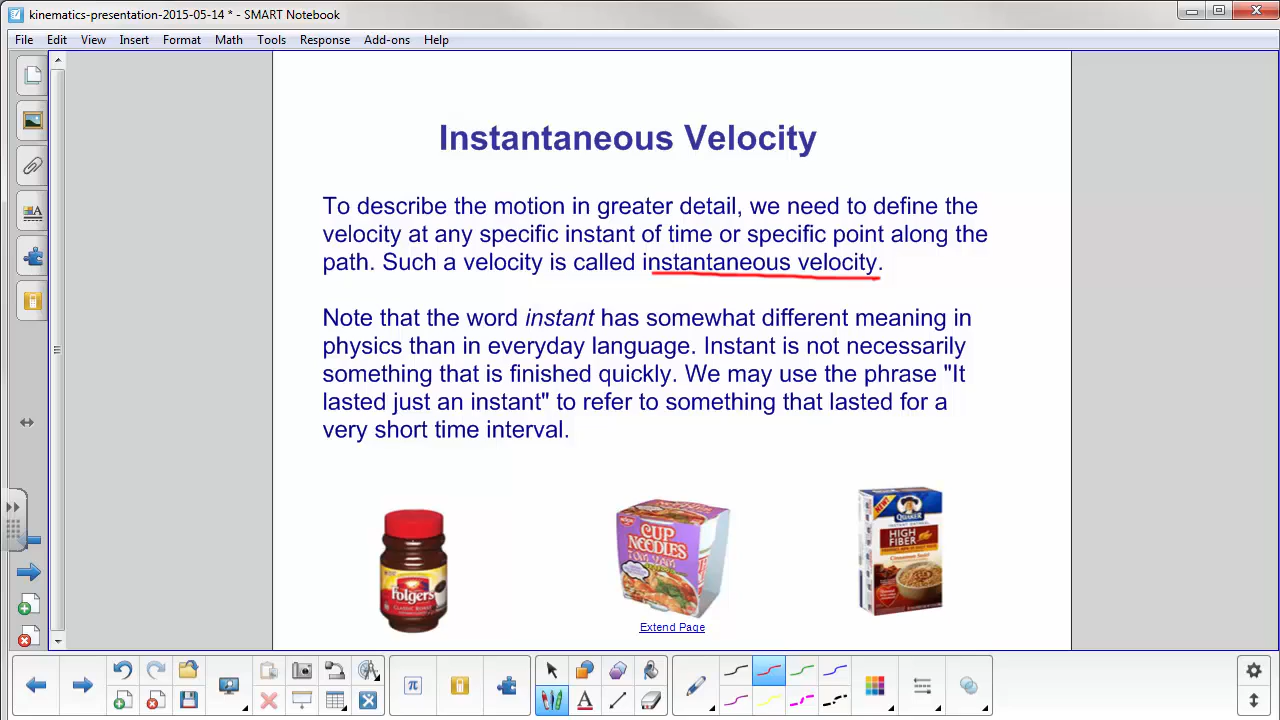 kinematics-presentation-2015-05-14 * - SMART Notebook
File Edit View Insert Format Math Tools Response Add-ons Help
Instantaneous Velocity
To describe the motion in greater detail, we need to define the
velocity at any specific instant of time or specific point along the
path. Such a velocity is called instantaneous velocity.
Note that the word instant has somewhat different meaning in
physics than in everyday language. Instant is not necessarily
something that is finished quickly. We may use the phrase "It
lasted just an instant" to refer to something that lasted for a
very short time interval.
Folgers
CLASSIC ROAST
CUP
NOODLES
QUAKER
HIGH
FIBER
Extend Page